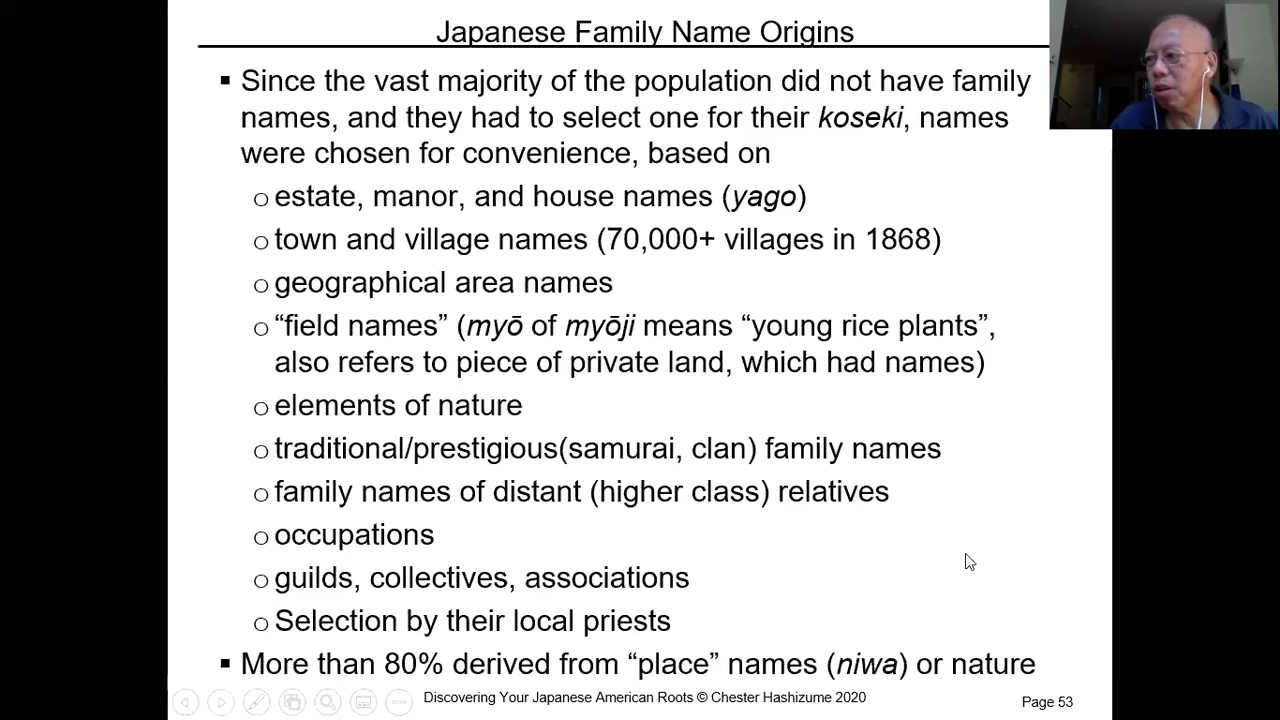 Japanese Family Name Origins
▪ Since the vast majority of the population did not have family
names, and they had to select one for their koseki, names
were chosen for convenience, based on
o estate, manor, and house names (yago)
o town and village names (70,000+ villages in 1868)
o geographical area names
o “field names” (myō of myōji means “young rice plants”,
also refers to piece of private land, which had names)
o elements of nature
o traditional/prestigious(samurai, clan) family names
o family names of distant (higher class) relatives
o occupations
o guilds, collectives, associations
o Selection by their local priests
▪ More than 80% derived from “place” names (niwa) or nature
Discovering Your Japanese American Roots © Chester Hashizume 2020
Page 53